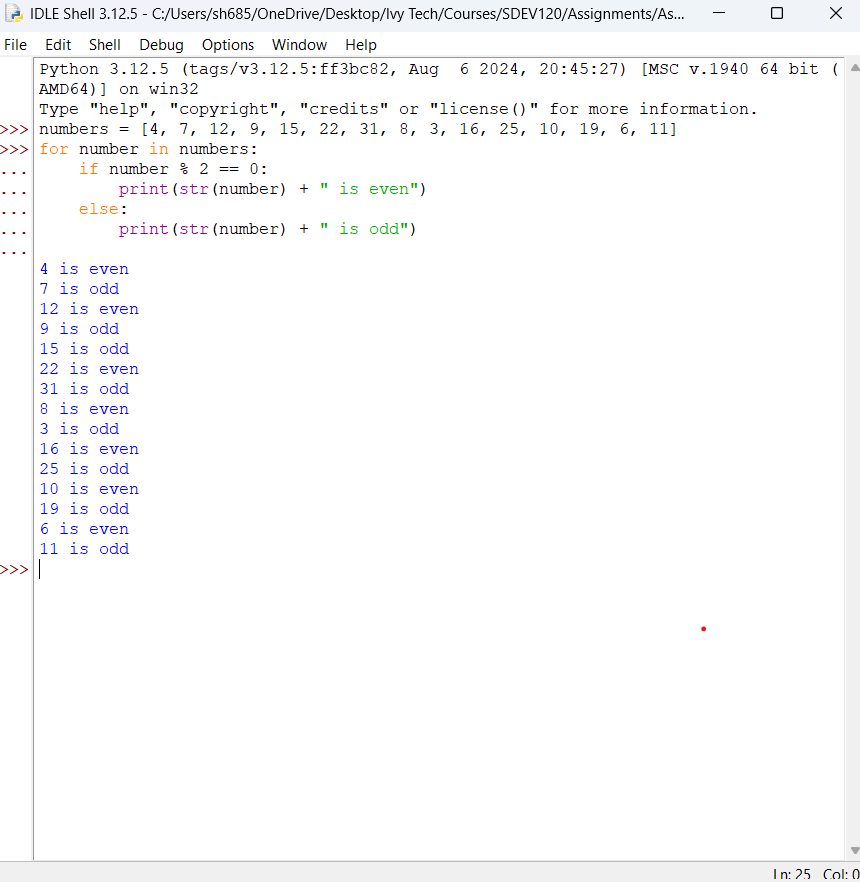 IDLE Shell 3.12.5 - C:/Users/sh685/OneDrive/Desktop/Ivy Tech/Courses/SDEV120/Assignments/As...
File Edit Shell Debug Options Window Help
Python 3.12.5 (tags/v3.12.5:ff3bc82, Aug  6 2024, 20:45:27) [MSC v.1940 64 bit (
AMD64)] on win32
Type "help", "copyright", "credits" or "license()" for more information.
>>> numbers = [4, 7, 12, 9, 15, 22, 31, 8, 3, 16, 25, 10, 19, 6, 11]
>>> for number in numbers:
...     if number % 2 == 0:
...         print(str(number) + " is even")
...     else:
...         print(str(number) + " is odd")
...
4 is even
7 is odd
12 is even
9 is odd
15 is odd
22 is even
31 is odd
8 is even
3 is odd
16 is even
25 is odd
10 is even
19 is odd
6 is even
11 is odd
>>>
Ln: 25 Col: 0